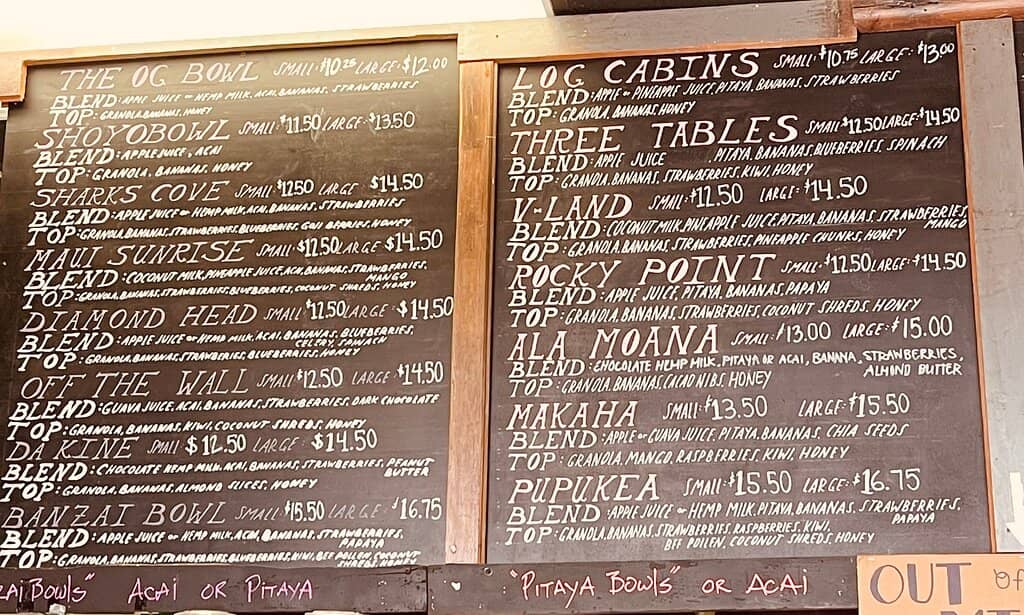 THE OG BOWL SMALL: $10.25 LARGE: $12.00
BLEND: APPLE JUICE OR HEMP MILK, ACAI, BANANAS, STRAWBERRIES
TOP: GRANOLA, BANANAS, HONEY
SHOYOBOWL SMALL: $11.50 LARGE: $13.50
BLEND: APPLE JUICE, ACAI
TOP: GRANOLA, BANANAS, HONEY
SHARKS COVE SMALL: $12.50 LARGE $14.50
BLEND: APPLE JUICE OR HEMP MILK, ACAI, BANANAS, STRAWBERRIES
TOP: GRANOLA, BANANAS, STRAWBERRIES, BLUEBERRIES, GOJI BERRIES, HONEY
MAUI SUNRISE SMALL: $12.50 LARGE $14.50
BLEND: COCONUT MILK, PINEAPPLE JUICE, ACAI, BANANAS, STRAWBERRIES,
MANGO
TOP: GRANOLA, BANANAS, STRAWBERRIES, BLUEBERRIES, COCONUT SHREDS, HONEY
DIAMOND HEAD SMALL: $12.50 LARGE: $14.50
BLEND: APPLE JUICE OR HEMP MILK, ACAI, BANANAS, BLUEBERRIES,
CELERY, SPINACH
TOP: GRANOLA, BANANAS, STRAWBERRIES, BLUEBERRIES, HONEY
OFF THE WALL SMALL: $12.50 LARGE $14.50
BLEND: GUAVA JUICE, ACAI, BANANAS, STRAWBERRIES, DARK CHOCOLATE
TOP: GRANOLA, BANANAS, KIWI, COCONUT SHREDS, HONEY
DA KINE SMALL $12.50 LARGE: $14.50
BLEND: CHOCOLATE HEMP MILK, ACAI, BANANAS, STRAWBERRIES, PEANUT
BUTTER
TOP: GRANOLA, BANANAS, ALMOND SLICES, HONEY
BANZAI BOWL SMALL: $15.50 LARGE: $16.75
BLEND: APPLE JUICE OR HEMP MILK, ACAI, BANANAS, STRAWBERRIES,
PAPAYA
TOP: GRANOLA, BANANAS, STRAWBERRIES, BLUEBERRIES, KIWI, BEE POLLEN, COCONUT
SHREDS, HONEY
ZAI BOWLS" ACAI OR PITAYA
LOG CABINS SMALL: $10.75 LARGE: $13.00
BLEND: APPLE OR PINEAPPLE JUICE, PITAYA, BANANAS, STRAWBERRIES
TOP: GRANOLA, BANANAS, HONEY
THREE TABLES SMALL $12.50 LARGE: $14.50
BLEND: APPLE JUICE , PITAYA, BANANAS, BLUEBERRIES, SPINACH
TOP: GRANOLA, BANANAS, STRAWBERRIES, KIWI, HONEY
V-LAND SMALL: $12.50 LARGE: $14.50
BLEND: COCONUT MILK, PINEAPPLE JUICE, PITAYA, BANANAS, STRAWBERRIES,
MANGO
TOP: GRANOLA, BANANAS, STRAWBERRIES, PINEAPPLE CHUNKS, HONEY
ROCKY POINT SMALL: $12.50 LARGE: $14.50
BLEND: APPLE JUICE, PITAYA, BANANAS, PAPAYA
TOP: GRANOLA, BANANAS, STRAWBERRIES, COCONUT SHREDS, HONEY
ALA MOANA SMALL: $13.00 LARGE: $15.00
BLEND: CHOCOLATE HEMP MILK, PITAYA OR ACAI, BANANA, STRAWBERRIES,
ALMOND BUTTER
TOP: GRANOLA, BANANAS, CACAO NIBS, HONEY
MAKAHA SMALL: $13.50 LARGE: $15.50
BLEND: APPLE OR GUAVA JUICE, PITAYA, BANANAS, CHIA SEEDS
TOP: GRANOLA, MANGO, RASPBERRIES, KIWI, HONEY
PUPUKEA SMALL: $15.50 LARGE: $16.75
BLEND: APPLE JUICE OR HEMP MILK, PITAYA, BANANAS, STRAWBERRIES,
PAPAYA
TOP: GRANOLA, BANANAS, STRAWBERRIES, RASPBERRIES, KIWI,
BEE POLLEN, COCONUT SHREDS, HONEY
"PITAYA BOWLS" OR ACAI
OUT OF